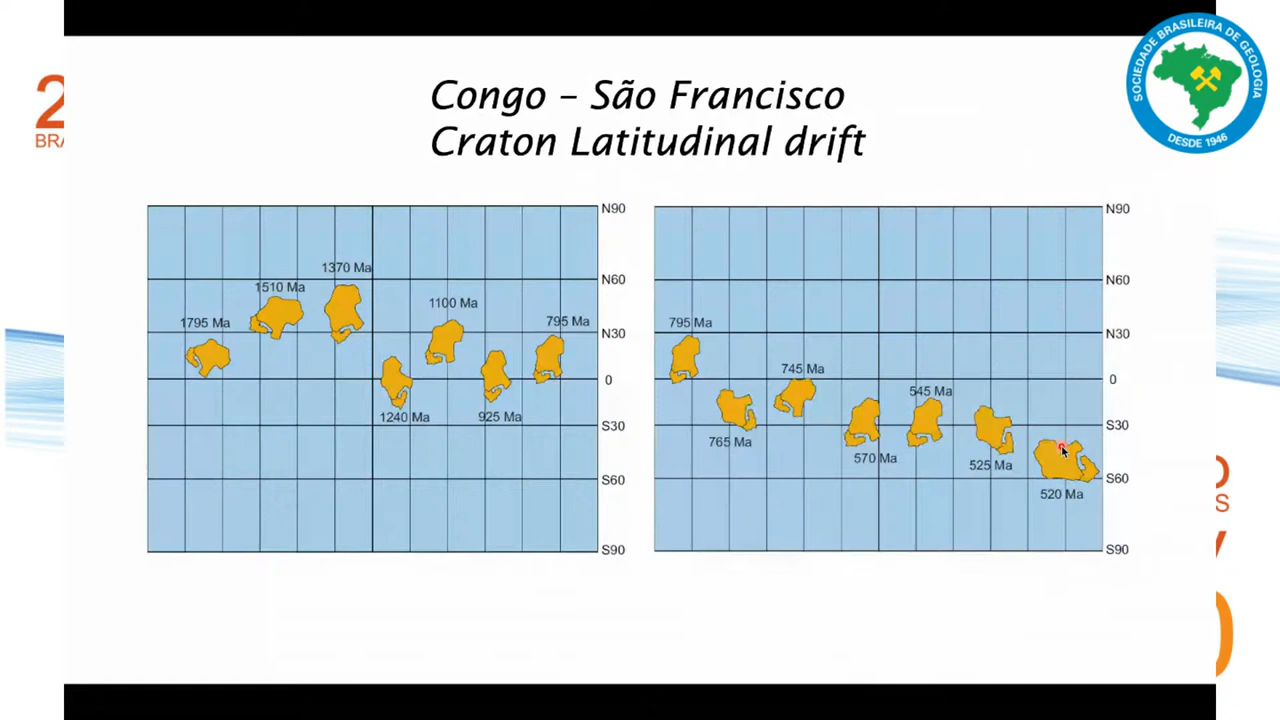 SOCIEDADE BRASILEIRA DE GEOLOGIA
DESDE 1946
2
BRA
Congo – São Francisco
Craton Latitudinal drift
N90
N60
N30
0
S30
S60
S90
1795 Ma
1510 Ma
1370 Ma
1240 Ma
1100 Ma
925 Ma
795 Ma
N90
N60
N30
0
S30
S60
S90
795 Ma
765 Ma
745 Ma
570 Ma
545 Ma
525 Ma
520 Ma
S